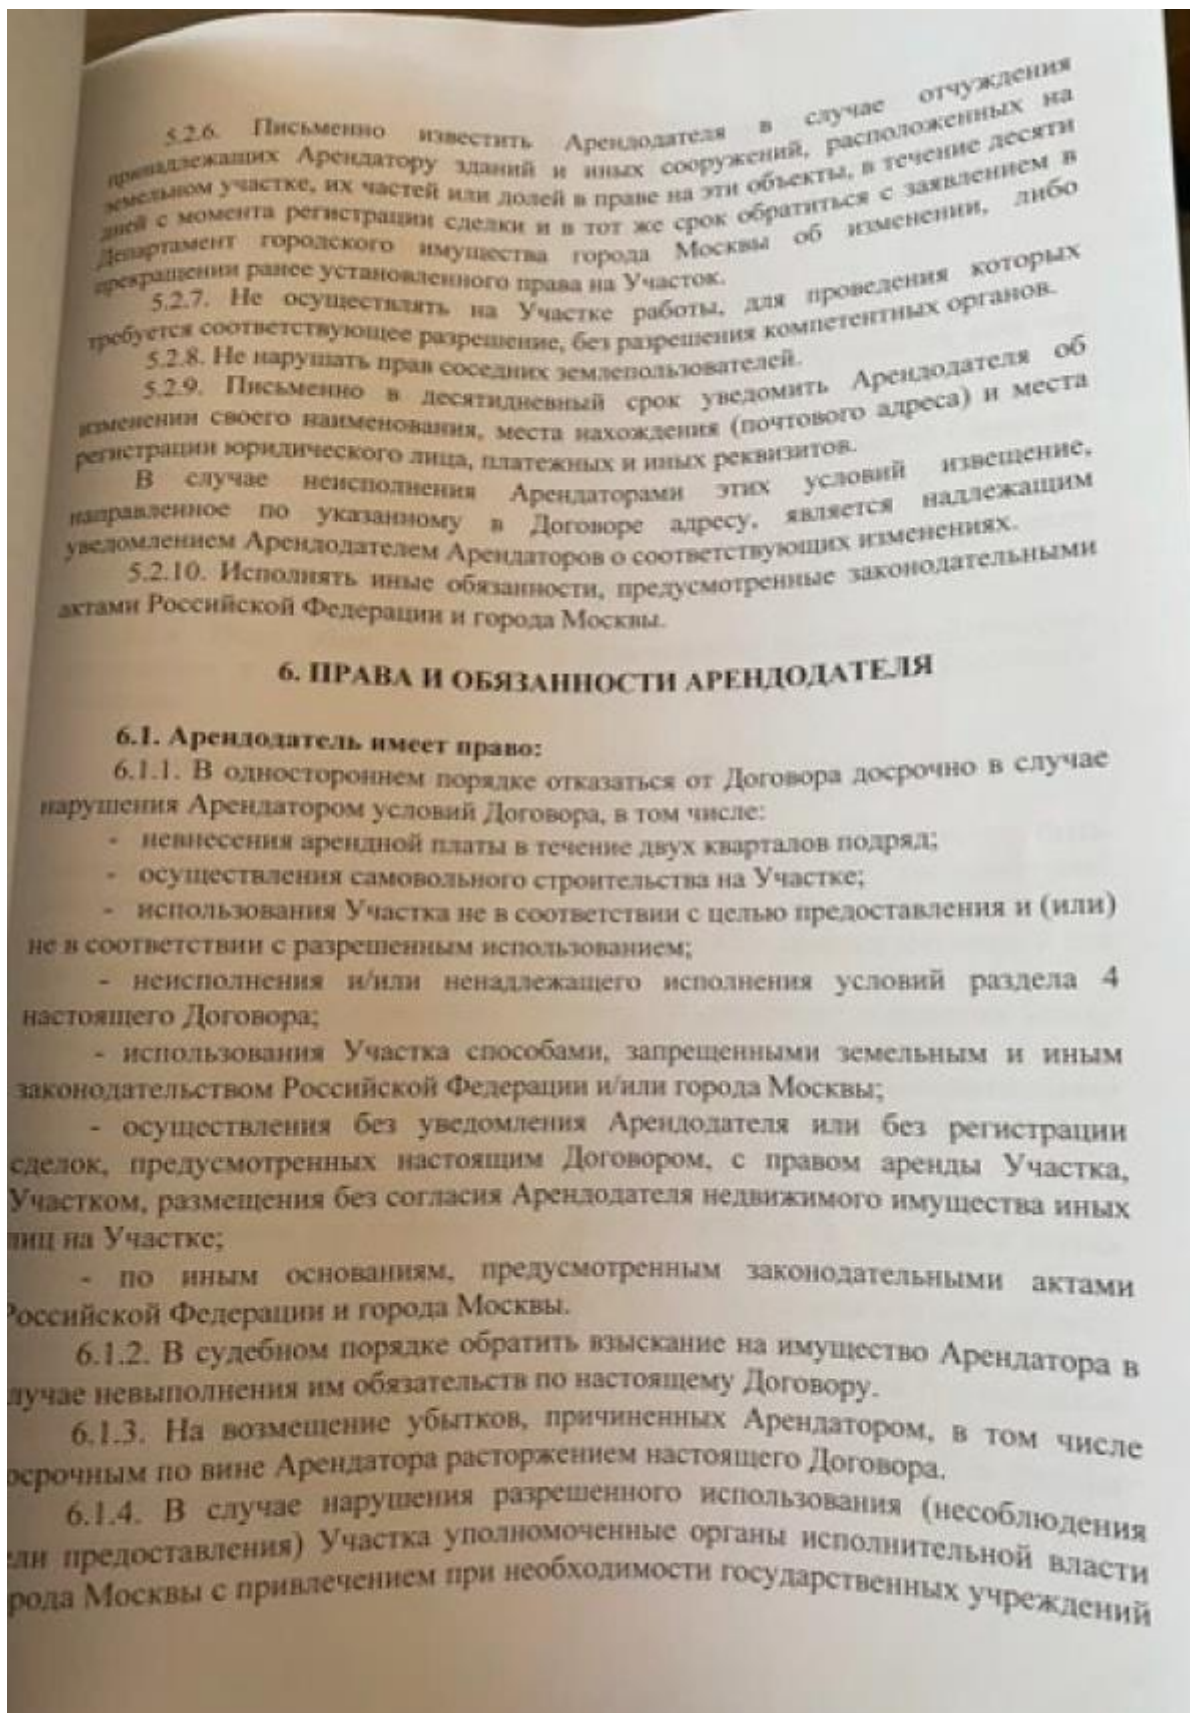 5.2.6. Письменно известить Арендодателя в случае отчуждения
принадлежащих Арендатору зданий и иных сооружений, расположенных на
земельном участке, их частей или долей в праве на эти объекты, в течение десяти
дней с момента регистрации сделки и в тот же срок обратиться с заявлением в
Департамент городского имущества города Москвы об изменении, либо
прекращении ранее установленного права на Участок.
5.2.7. Не осуществлять на Участке работы, для проведения которых
требуется соответствующее разрешение, без разрешения компетентных органов.
5.2.8. Не нарушать прав соседних землепользователей.
5.2.9. Письменно в десятидневный срок уведомить Арендодателя об
изменении своего наименования, места нахождения (почтового адреса) и места
регистрации юридического лица, платежных и иных реквизитов.
В случае неисполнения Арендаторами этих условий извещение,
направленное по указанному в Договоре адресу, является надлежащим
уведомлением Арендодателем Арендаторов о соответствующих изменениях.
5.2.10. Исполнять иные обязанности, предусмотренные законодательными
актами Российской Федерации и города Москвы.
6. ПРАВА И ОБЯЗАННОСТИ АРЕНДОДАТЕЛЯ
6.1. Арендодатель имеет право:
6.1.1. В одностороннем порядке отказаться от Договора досрочно в случае
нарушения Арендатором условий Договора, в том числе:
- невнесения арендной платы в течение двух кварталов подряд;
- осуществления самовольного строительства на Участке;
- использования Участка не в соответствии с целью предоставления и (или)
не в соответствии с разрешенным использованием;
- неисполнения и/или ненадлежащего исполнения условий раздела 4
настоящего Договора;
- использования Участка способами, запрещенными земельным и иным
законодательством Российской Федерации и/или города Москвы;
- осуществления без уведомления Арендодателя или без регистрации
сделок, предусмотренных настоящим Договором, с правом аренды Участка,
Участком, размещения без согласия Арендодателя недвижимого имущества иных
лиц на Участке;
- по иным основаниям, предусмотренным законодательными актами
Российской Федерации и города Москвы.
6.1.2. В судебном порядке обратить взыскание на имущество Арендатора в
лучае невыполнения им обязательств по настоящему Договору.
6.1.3. На возмещение убытков, причиненных Арендатором, в том числе
осрочным по вине Арендатора расторжением настоящего Договора.
6.1.4. В случае нарушения разрешенного использования (несоблюдения
ели предоставления) Участка уполномоченные органы исполнительной власти
рода Москвы с привлечением при необходимости государственных учреждений